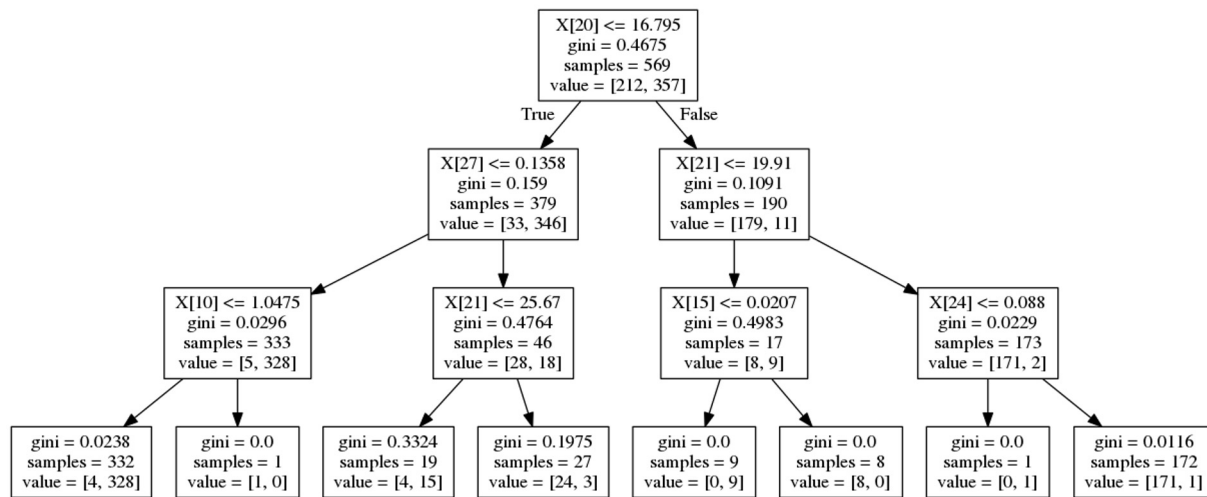 X[20] <= 16.795
gini = 0.4675
samples = 569
value = [212, 357]
True
False
X[27] <= 0.1358
gini = 0.159
samples = 379
value = [33, 346]
X[21] <= 19.91
gini = 0.1091
samples = 190
value = [179, 11]
X[10] <= 1.0475
gini = 0.0296
samples = 333
value = [5, 328]
X[21] <= 25.67
gini = 0.4764
samples = 46
value = [28, 18]
X[15] <= 0.0207
gini = 0.4983
samples = 17
value = [8, 9]
X[24] <= 0.088
gini = 0.0229
samples = 173
value = [171, 2]
gini = 0.0238
samples = 332
value = [4, 328]
gini = 0.0
samples = 1
value = [1, 0]
gini = 0.3324
samples = 19
value = [4, 15]
gini = 0.1975
samples = 27
value = [24, 3]
gini = 0.0
samples = 9
value = [0, 9]
gini = 0.0
samples = 8
value = [8, 0]
gini = 0.0
samples = 1
value = [0, 1]
gini = 0.0116
samples = 172
value = [171, 1]